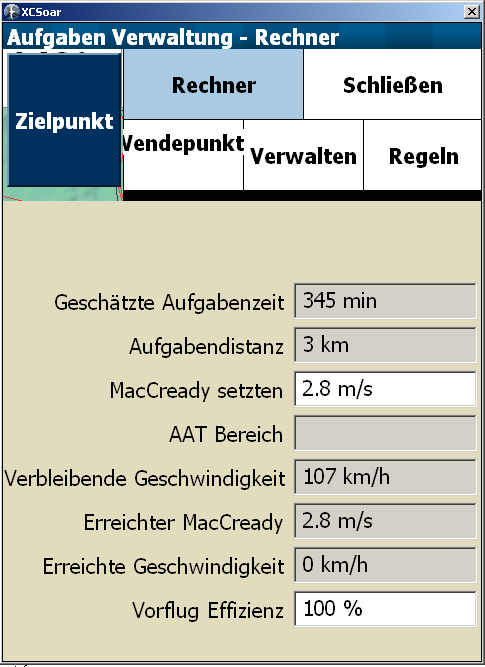 XCSoar
Aufgaben Verwaltung - Rechner
Zielpunkt
Rechner
Schließen
Vendepunkt
Verwalten
Regeln
Geschätzte Aufgabenzeit 345 min
Aufgabendistanz 3 km
MacCready setzten 2.8 m/s
AAT Bereich
Verbleibende Geschwindigkeit 107 km/h
Erreichter MacCready 2.8 m/s
Erreichte Geschwindigkeit 0 km/h
Vorflug Effizienz 100 %